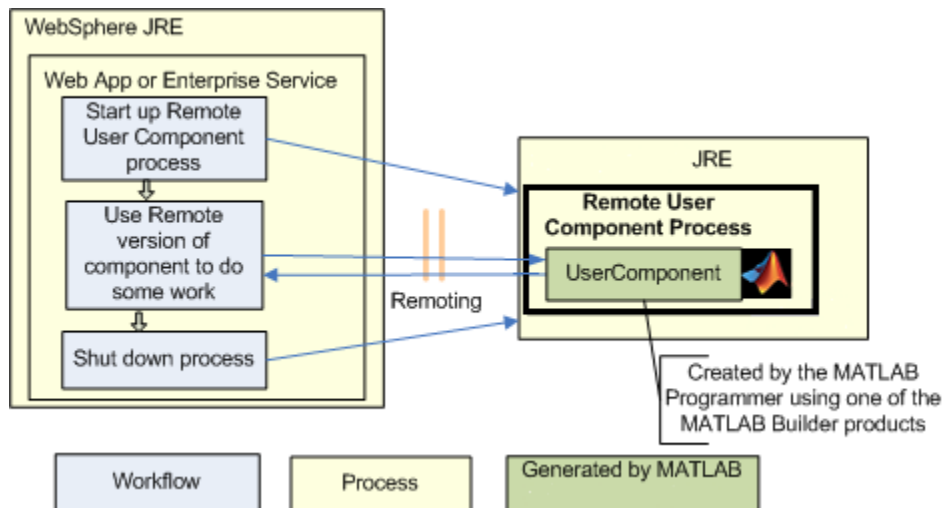 WebSphere JRE
Web App or Enterprise Service
Start up Remote
User Component
process
Use Remote
version of
component to do
some work
Shut down process
Remoting
JRE
Remote User
Component Process
UserComponent
Created by the MATLAB
Programmer using one of the
MATLAB Builder products
Workflow
Process
Generated by MATLAB